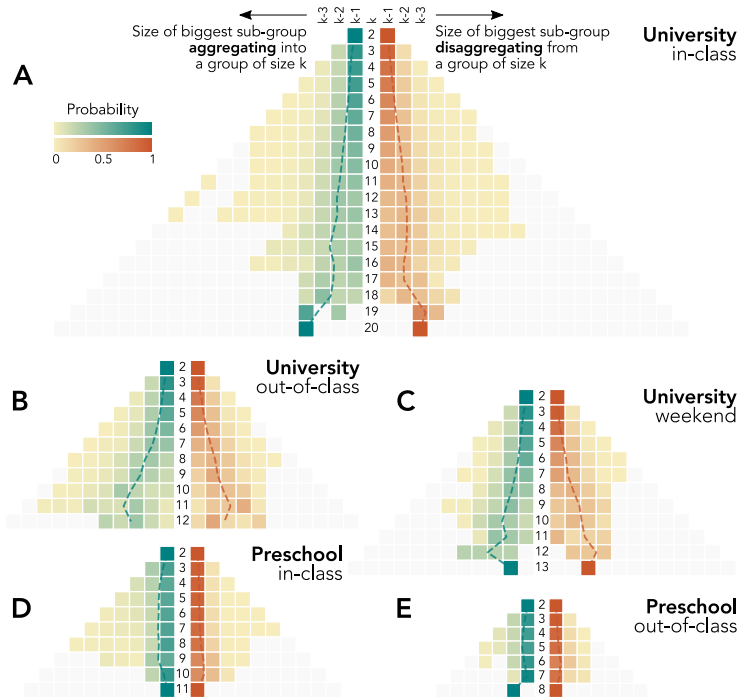 k-3
k-2
k-1
k
k-1
k-2
k-3
Size of biggest sub-group
aggregating into
a group of size k
Size of biggest sub-group
disaggregating from
a group of size k
University
in-class
A
Probability
0
0.5
1
2
3
4
5
6
7
8
9
10
11
12
13
14
15
16
17
18
19
20
B
University
out-of-class
2
3
4
5
6
7
8
9
10
11
12
C
University
weekend
2
3
4
5
6
7
8
9
10
11
12
13
D
Preschool
in-class
2
3
4
5
6
7
8
9
10
11
E
Preschool
out-of-class
2
3
4
5
6
7
8